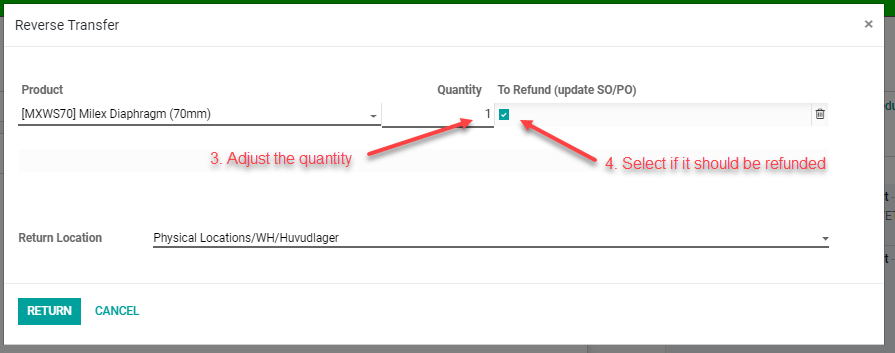 Reverse Transfer ×
Product Quantity To Refund (update SO/PO)
[MXWS70] Milex Diaphragm (70mm) 1
3. Adjust the quantity 4. Select if it should be refunded
Return Location Physical Locations/WH/Huvudlager
RETURN CANCEL